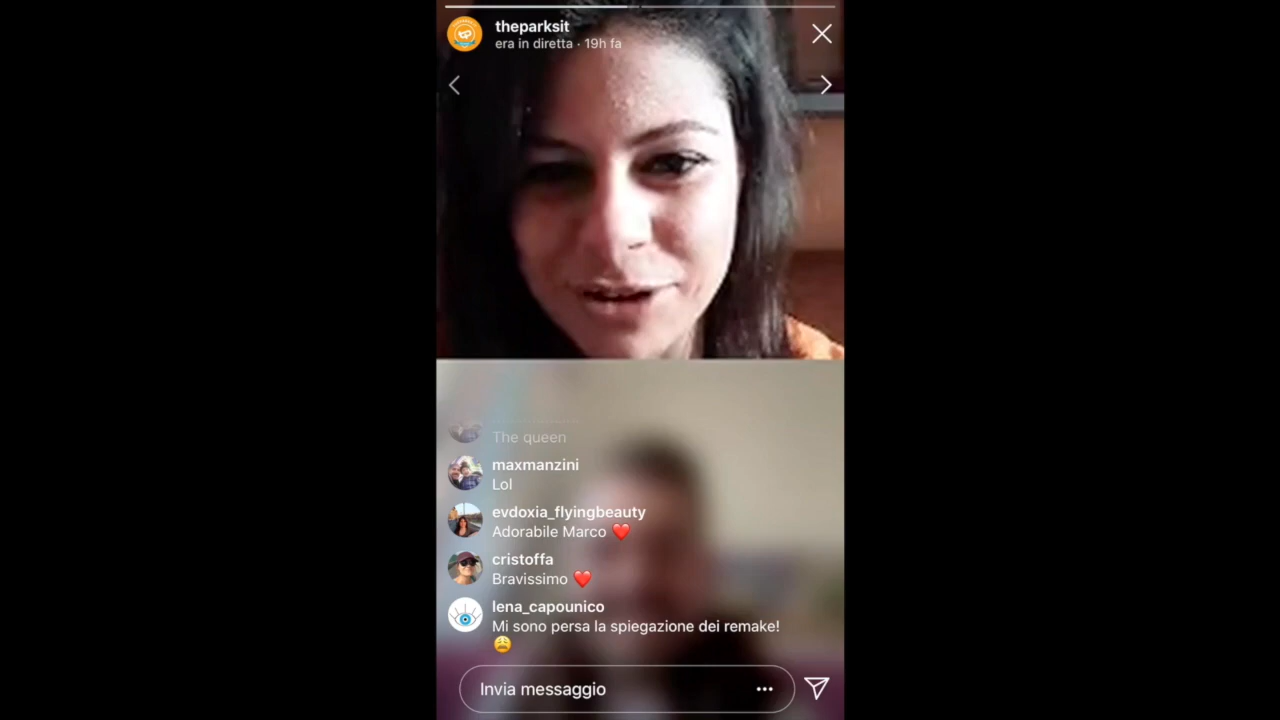 theparksit
era in diretta · 19h fa
The queen
maxmanzini
Lol
evdoxia_flyingbeauty
Adorabile Marco ❤️
cristoffa
Bravissimo ❤️
lena_capounico
Mi sono persa la spiegazione dei remake!
😩
Invia messaggio